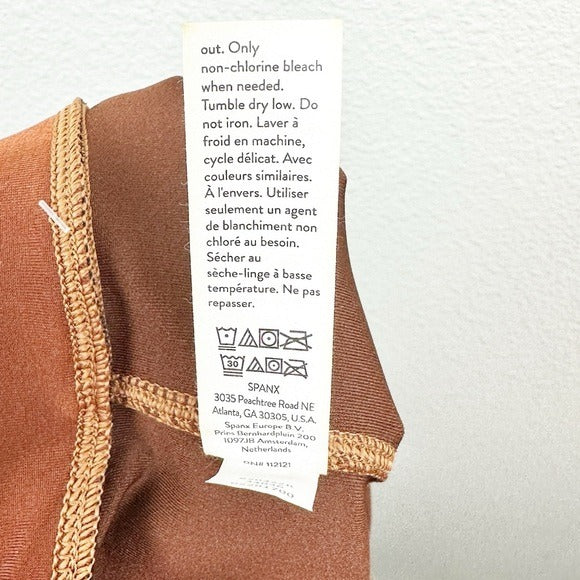 out. Only
non-chlorine bleach
when needed.
Tumble dry low. Do
not iron. Laver à
froid en machine,
cycle délicat. Avec
couleurs similaires.
À l'envers. Utiliser
seulement un agent
de blanchiment non
chloré au besoin.
Sécher au
sèche-linge à basse
température. Ne pas
repasser.
30
SPANX
3035 Peachtree Road NE
Atlanta, GA 30305, U.S.A.
Spanx Europe B.V.
Prins Bernhardplein 200
1097JB Amsterdam,
Netherlands
RN# 112121